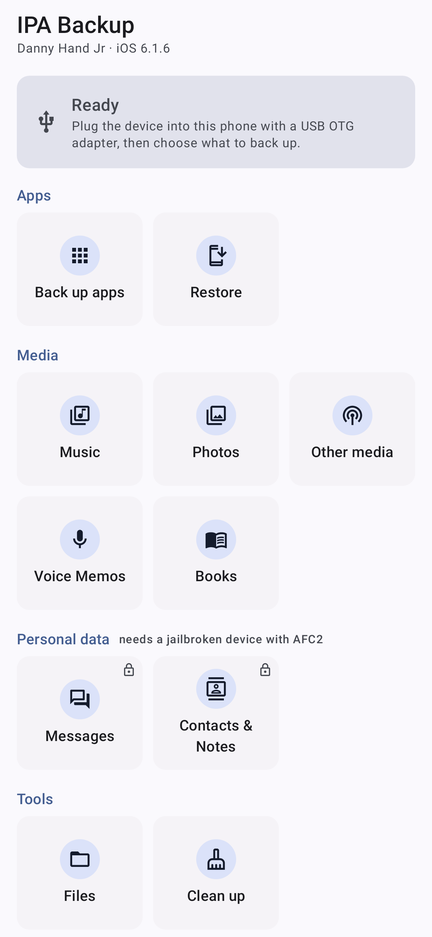 IPA Backup
Danny Hand Jr · iOS 6.1.6
Ready
Plug the device into this phone with a USB OTG
adapter, then choose what to back up.
Apps
Back up apps
Restore
Media
Music
Photos
Other media
Voice Memos
Books
Personal data needs a jailbroken device with AFC2
Messages
Contacts &
Notes
Tools
Files
Clean up